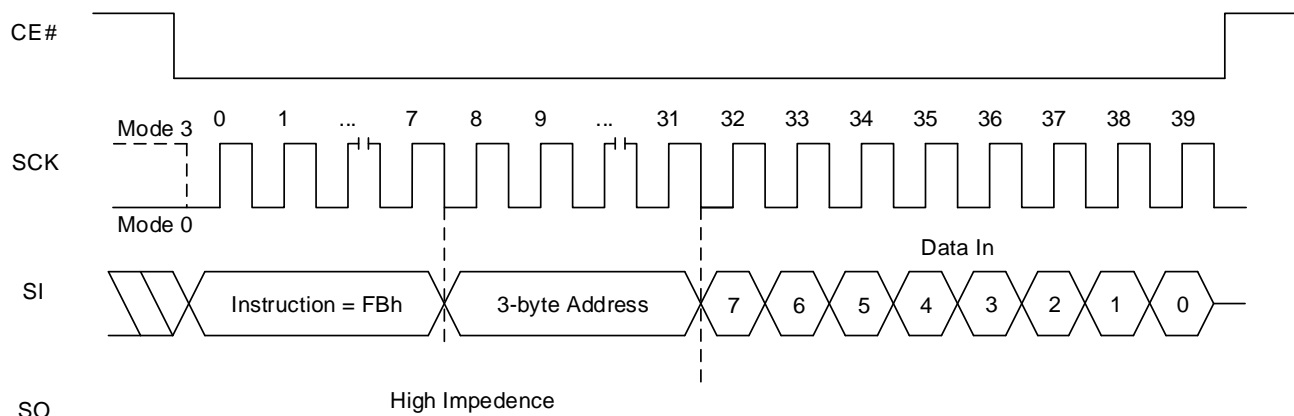 CE#
Mode 3
0 1 ... 7 8 9 ... 31 32 33 34 35 36 37 38 39
SCK
Mode 0
Data In
SI
Instruction = FBh
3-byte Address
7 6 5 4 3 2 1 0
High Impedence
SO